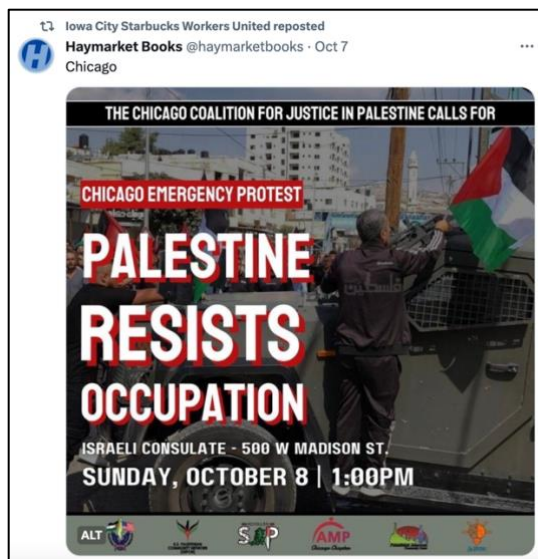 Iowa City Starbucks Workers United reposted
Haymarket Books @haymarketbooks · Oct 7
Chicago
THE CHICAGO COALITION FOR JUSTICE IN PALESTINE CALLS FOR
CHICAGO EMERGENCY PROTEST
PALESTINE
RESISTS
OCCUPATION
ISRAELI CONSULATE - 500 W MADISON ST.
SUNDAY, OCTOBER 8 | 1:00PM
ALT
SJP
AMP
Chicago Chapter